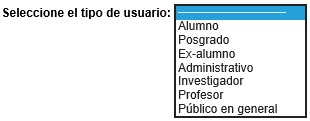 Seleccione el tipo de usuario: ------------------------------
Alumno
Posgrado
Ex-alumno
Administrativo
Investigador
Profesor
Público en general